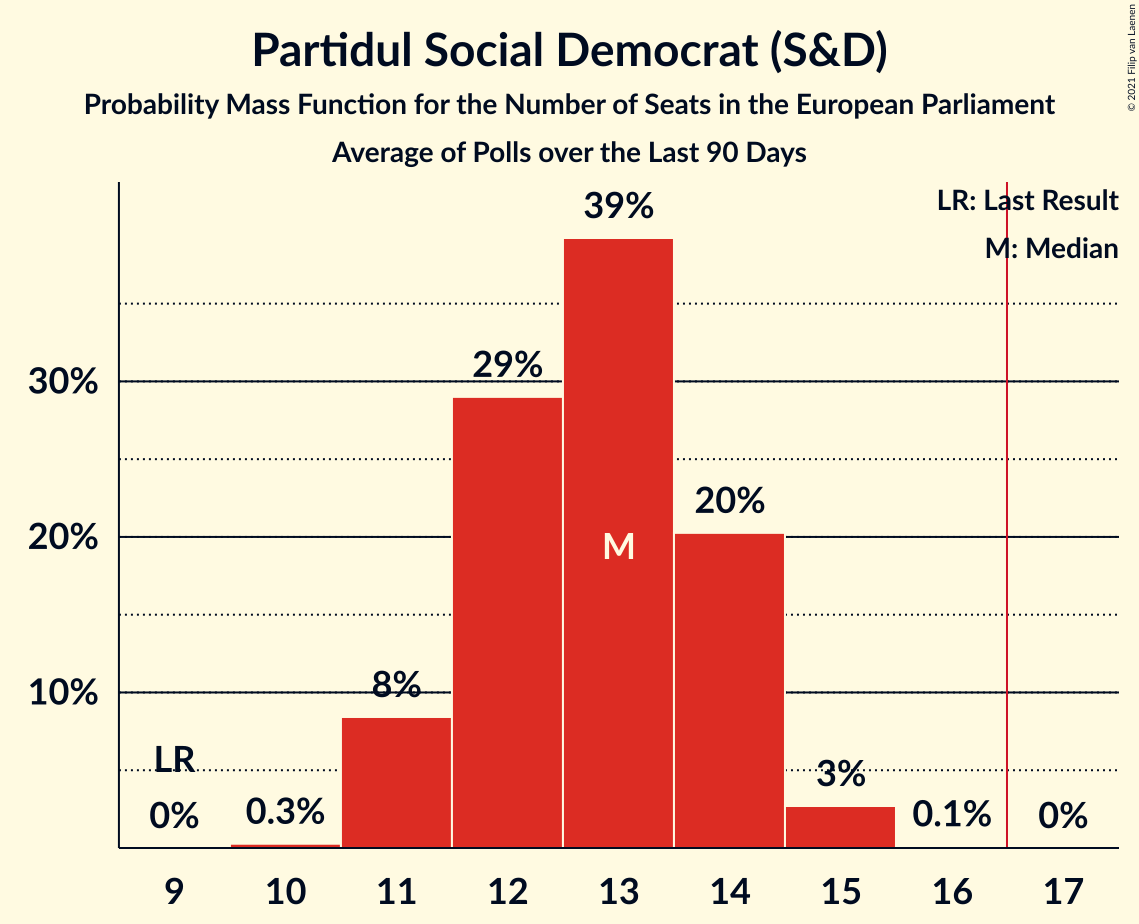 Partidul Social Democrat (S&D)
Probability Mass Function for the Number of Seats in the European Parliament
Average of Polls over the Last 90 Days
© 2021 Filip van Laenen
LR: Last Result
M: Median
39%
29%
30%
20%
M
20%
8%
10%
LR
3%
0%
0.3%
0.1%
0%
9 10 11 12 13 14 15 16 17